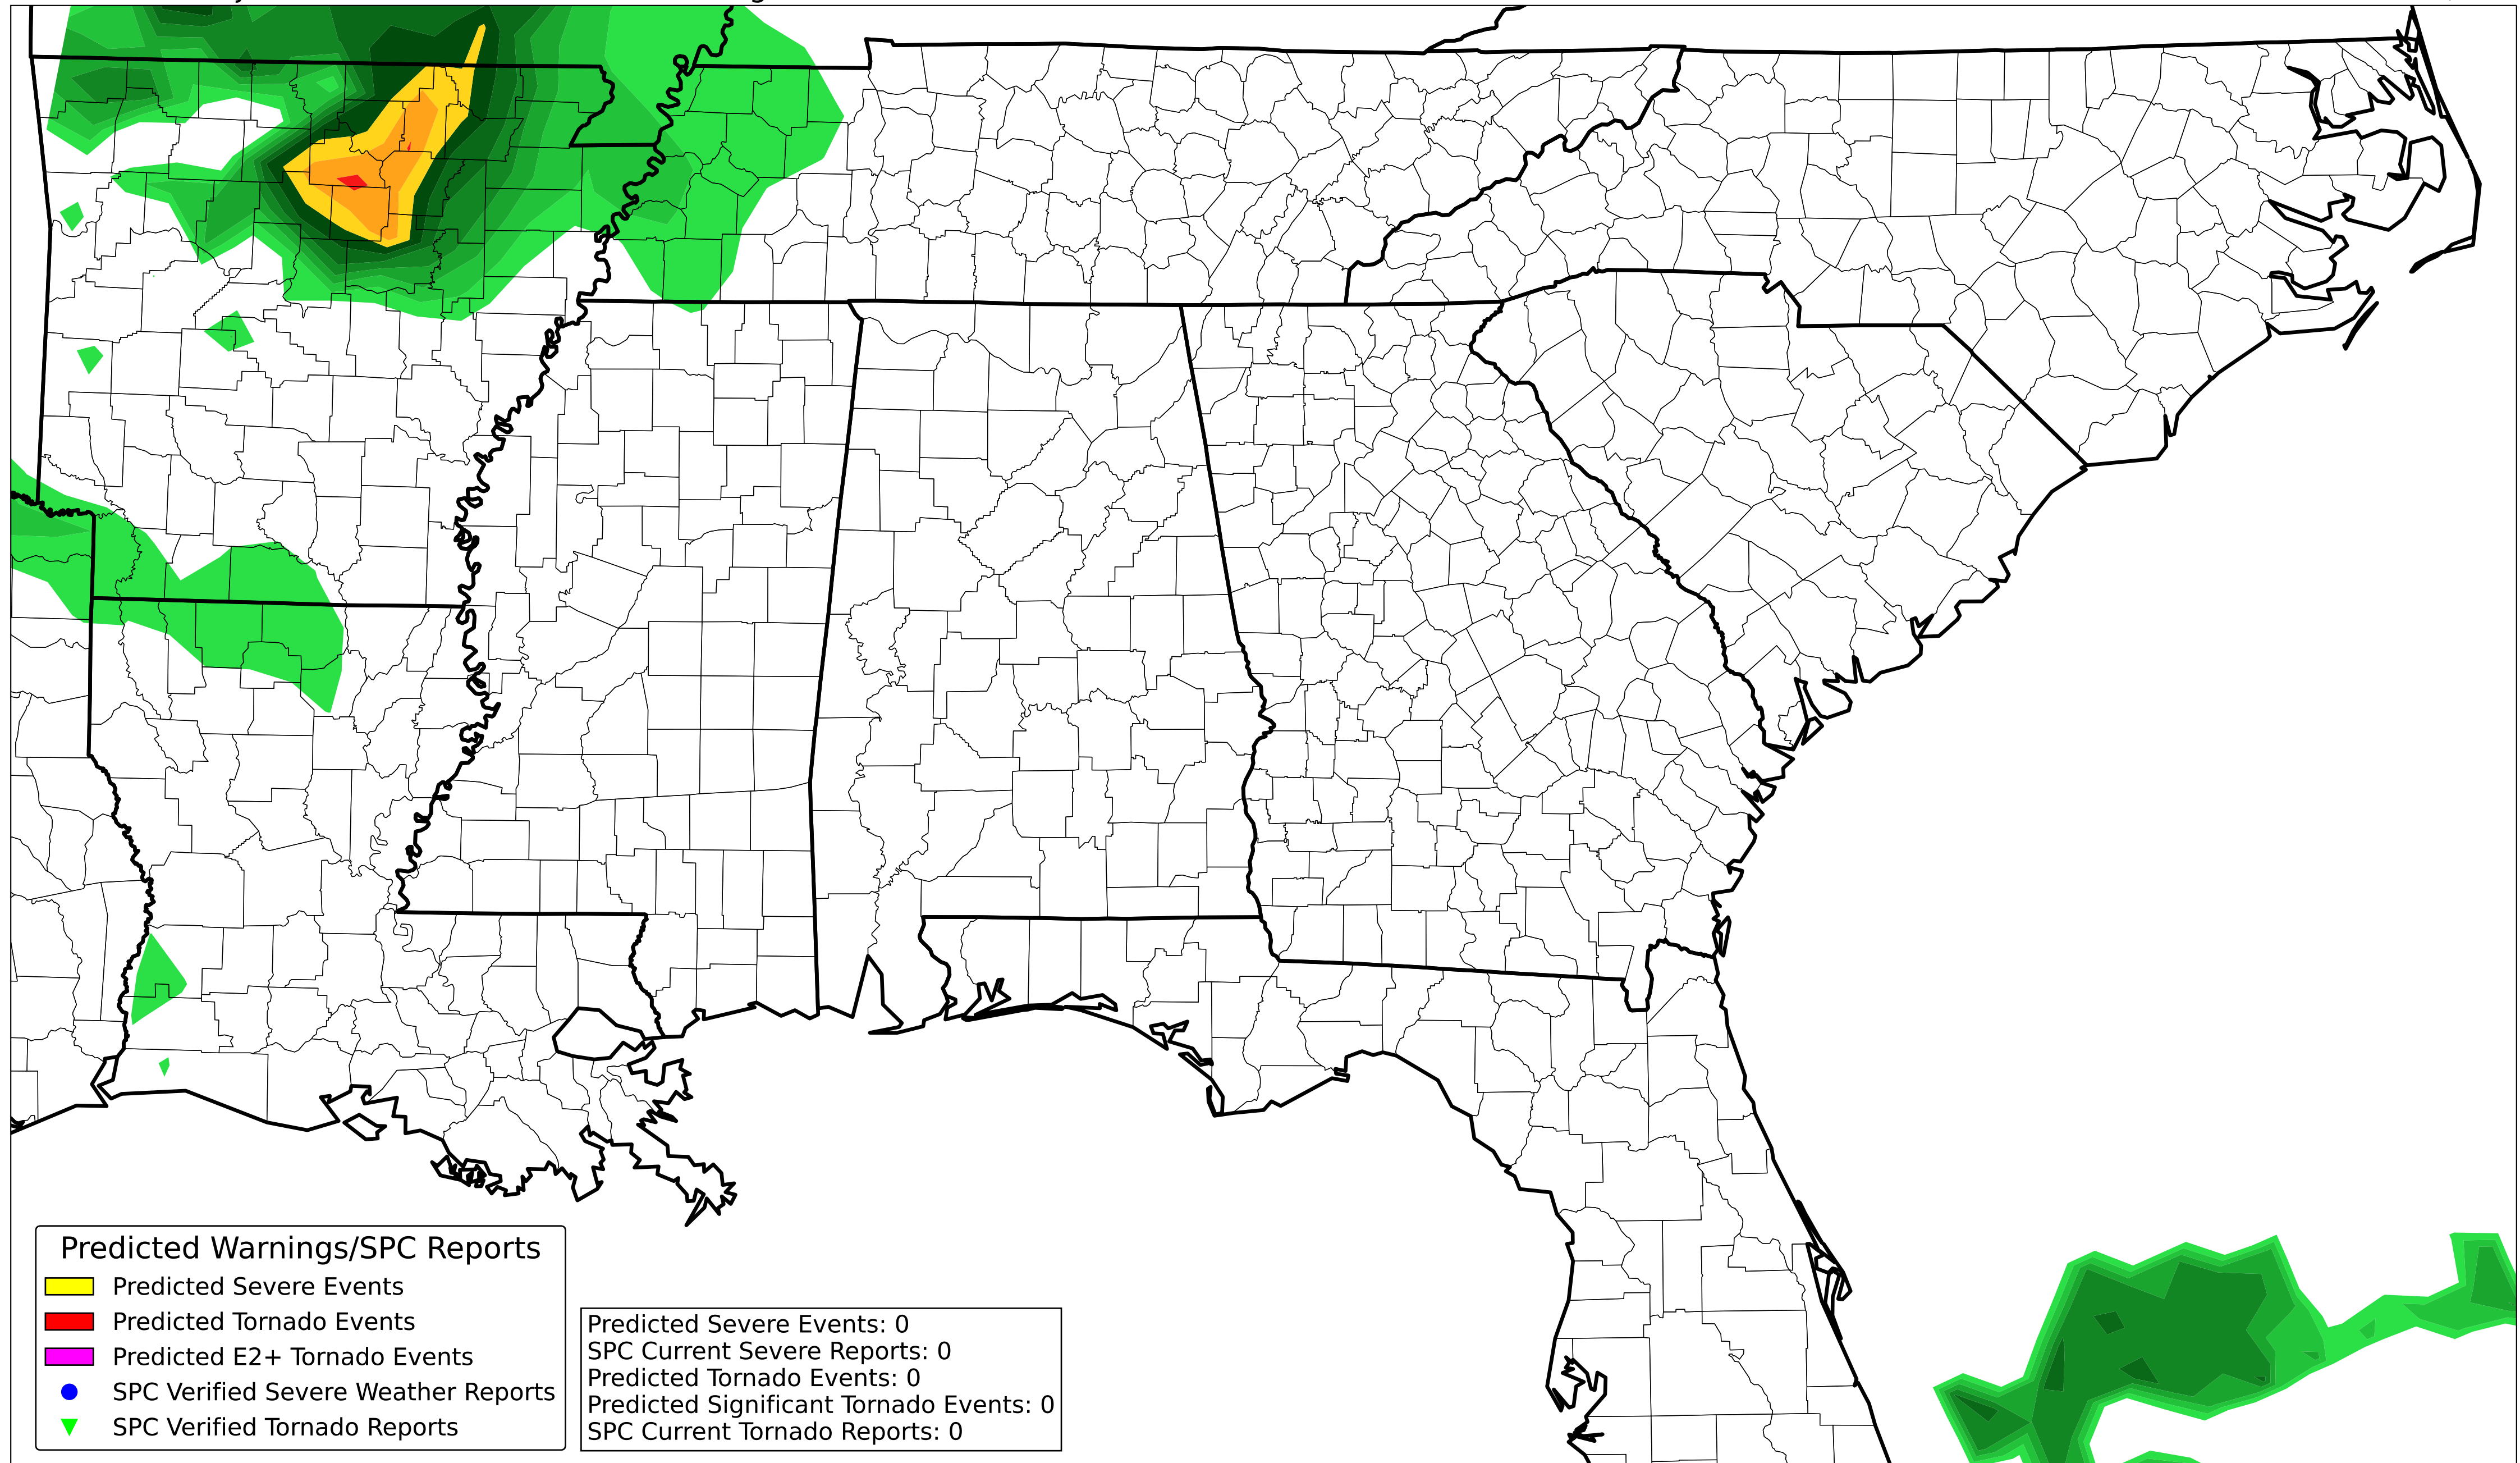 Predicted Warnings/SPC Reports
Predicted Severe Events
Predicted Tornado Events
Predicted E2+ Tornado Events
SPC Verified Severe Weather Reports
SPC Verified Tornado Reports
Predicted Severe Events: 0
SPC Current Severe Reports: 0
Predicted Tornado Events: 0
Predicted Significant Tornado Events: 0
SPC Current Tornado Reports: 0